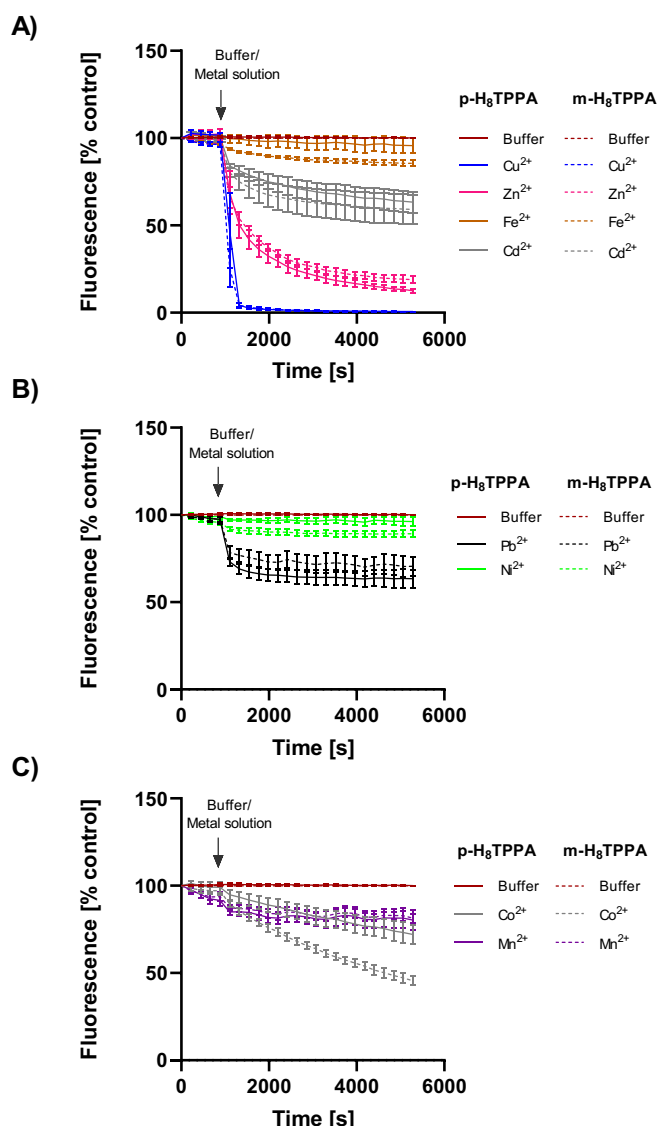 A)
Buffer/
Metal solution
Fluorescence [% control]
150
100
50
0
0 2000 4000 6000
Time [s]
p-H₈TPPA m-H₈TPPA
Buffer Buffer
Cu²⁺ Cu²⁺
Zn²⁺ Zn²⁺
Fe²⁺ Fe²⁺
Cd²⁺ Cd²⁺
B)
Buffer/
Metal solution
Fluorescence [% control]
150
100
50
0
0 2000 4000 6000
Time [s]
p-H₈TPPA m-H₈TPPA
Buffer Buffer
Pb²⁺ Pb²⁺
Ni²⁺ Ni²⁺
C)
Buffer/
Metal solution
Fluorescence [% control]
150
100
50
0
0 2000 4000 6000
Time [s]
p-H₈TPPA m-H₈TPPA
Buffer Buffer
Co²⁺ Co²⁺
Mn²⁺ Mn²⁺